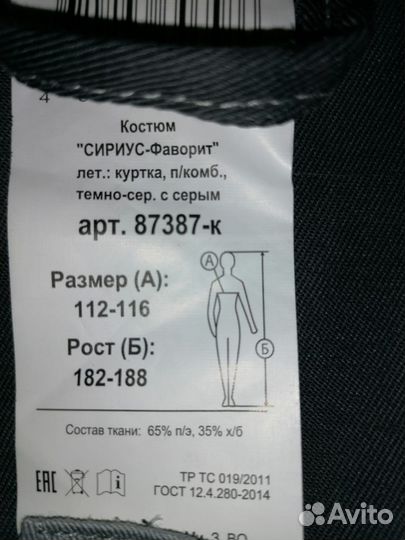 Костюм
"СИРИУС-Фаворит"
лет.: куртка, п/комб.,
темно-сер. с серым
арт. 87387-к
Размер (А):
112-116
Рост (Б):
182-188
А
Б
Состав ткани: 65% п/э, 35% х/б
EAC
ТР ТС 019/2011
ГОСТ 12.4.280-2014
З, ВО
Avito